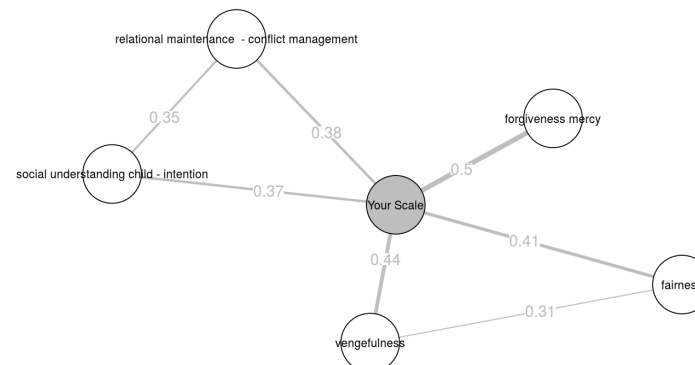 relational maintenance - conflict management
0.35
0.38
forgiveness mercy
0.5
social understanding child - intention
0.37
Your Scale
0.41
0.44
fairnes
0.31
vengefulness